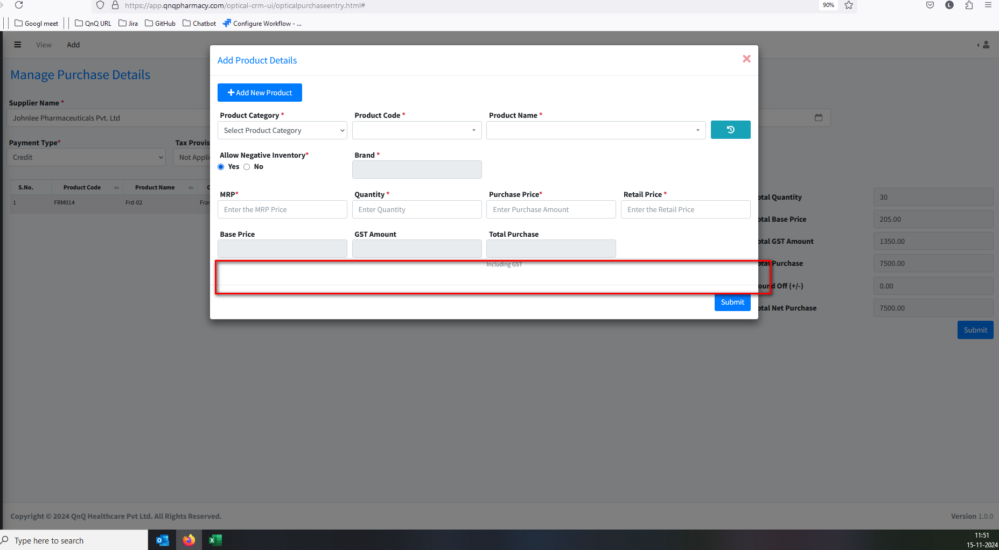 https://app.qnqpharmacy.com/optical-crm-ui/opticalpurchaseentry.html#
90%
L
Googl meet
QnQ URL
Jira
GitHub
Chatbot
Configure Workflow - ...
View
Add
Manage Purchase Details
Add Product Details
Add New Product
Supplier Name *
Johnlee Pharmaceuticals Pvt. Ltd
Product Category *
Product Code *
Product Name *
Select Product Category
Payment Type*
Credit
Tax Provis
Not Appli
Allow Negative Inventory*
Yes
No
Brand *
S.No.
Product Code
Product Name
C
1
FRM014
Frd-02
Fra
MRP*
Quantity *
Purchase Price*
Retail Price *
Enter the MRP Price
Enter Quantity
Enter Purchase Amount
Enter the Retail Price
Base Price
GST Amount
Total Purchase
Including GST
Submit
otal Quantity
30
otal Base Price
205.00
otal GST Amount
1350.00
otal Purchase
7500.00
ound Off (+/-)
0.00
otal Net Purchase
7500.00
Submit
Copyright © 2024 QnQ Healthcare Pvt Ltd. All Rights Reserved.
Version 1.0.0
Type here to search
11:51
15-11-2024